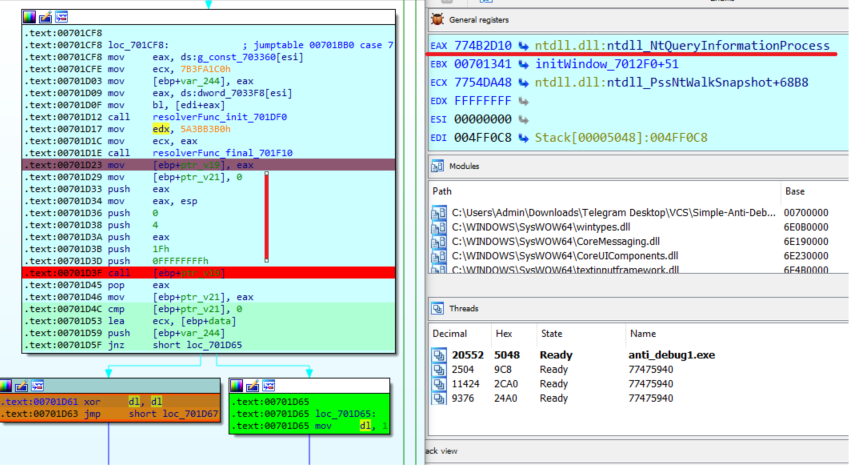 .text:00701CF8
.text:00701CF8 loc_701CF8: ; jumptable 00701BB0 case 7
.text:00701CF8 mov eax, ds:g_const_703360[esi]
.text:00701CFE mov ecx, 7B3FA1C0h
.text:00701D03 mov [ebp+var_244], eax
.text:00701D09 mov eax, ds:dword_7033F8[esi]
.text:00701D0F mov bl, [edi+eax]
.text:00701D12 call resolverFunc_init_701DF0
.text:00701D17 mov edx, 5A3BB3B0h
.text:00701D1C mov ecx, eax
.text:00701D1E call resolverFunc_final_701F10
.text:00701D23 mov [ebp+ptr_v19], eax
.text:00701D29 mov [ebp+ptr_v21], 0
.text:00701D33 push eax
.text:00701D34 mov eax, esp
.text:00701D36 push 0
.text:00701D38 push 4
.text:00701D3A push eax
.text:00701D3B push 1Fh
.text:00701D3D push 0FFFFFFFFh
.text:00701D3F call [ebp+ptr_v19]
.text:00701D45 pop eax
.text:00701D46 mov [ebp+ptr_v21], eax
.text:00701D4C cmp [ebp+ptr_v21], 0
.text:00701D53 lea ecx, [ebp+data]
.text:00701D59 push [ebp+var_244]
.text:00701D5F jnz short loc_701D65
.text:00701D61 xor dl, dl
.text:00701D63 jmp short loc_701D67
.text:00701D65
.text:00701D65 loc_701D65:
.text:00701D65 mov dl, 1
General registers
EAX 774B2D10 ntdll.dll:ntdll_NtQueryInformationProcess
EBX 00701341 initWindow_7012F0+51
ECX 7754DA48 ntdll_PssNtWalkSnapshot+68B8
EDX FFFFFFFF
ESI 00000000
EDI 004FF0C8 Stack[00005048]:004FF0C8
Modules
Path Base
C:\Users\Admin\Downloads\Telegram Desktop\VCS\Simple-Anti-Deb... 00700000
C:\WINDOWS\SysWOW64\wintypes.dll 6E0B0000
C:\WINDOWS\SysWOW64\CoreMessaging.dll 6E190000
C:\WINDOWS\SysWOW64\CoreUIComponents.dll 6E230000
C:\WINDOWS\SysWOW64\textinputframework.dll 6F4B0000
Threads
Decimal Hex State Name
20552 5048 Ready anti_debug1.exe
2504 9C8 Ready 77475940
11424 2CA0 Ready 77475940
9376 24A0 Ready 77475940
ack view